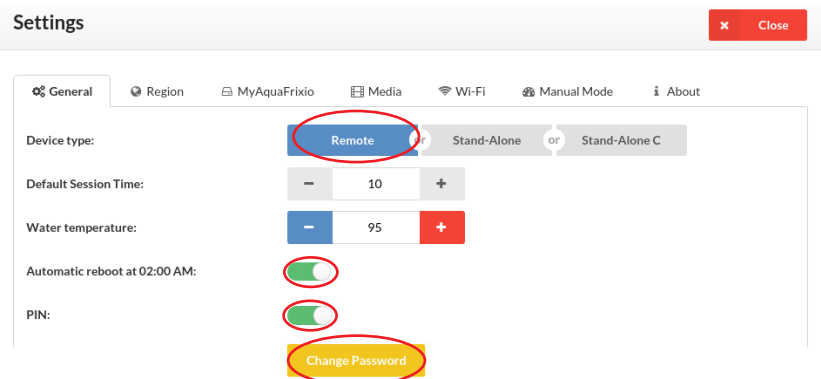 Settings
Close
General Region MyAquaFrixio Media Wi-Fi Manual Mode About
Device type: Remote or Stand-Alone or Stand-Alone C
Default Session Time: − 10 +
Water temperature: − 95 +
Automatic reboot at 02:00 AM:
PIN:
Change Password